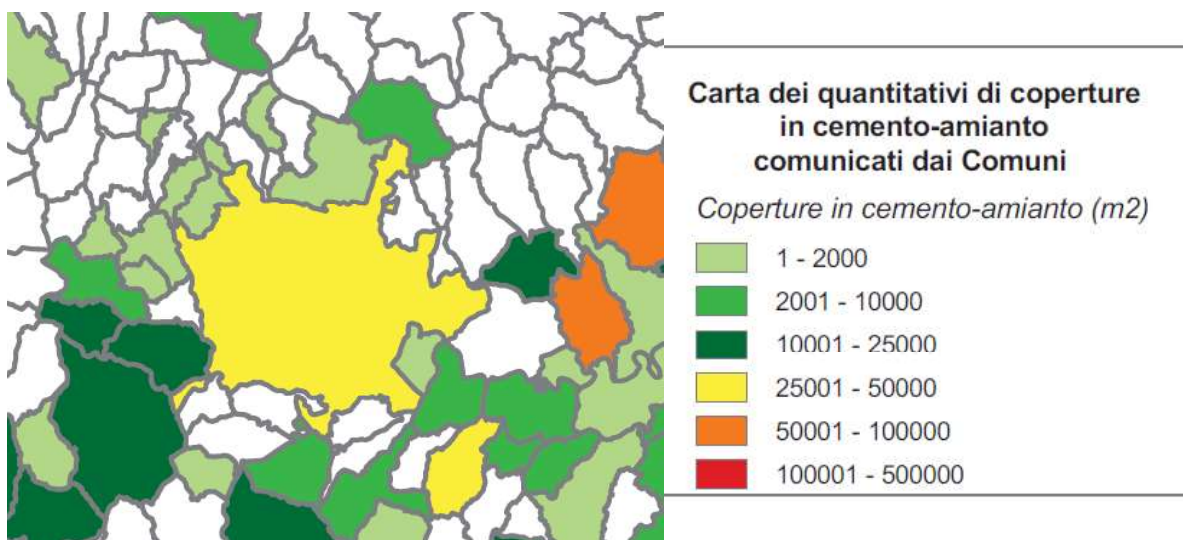 Carta dei quantitativi di coperture
in cemento-amianto
comunicati dai Comuni
Coperture in cemento-amianto (m2)
1 - 2000
2001 - 10000
10001 - 25000
25001 - 50000
50001 - 100000
100001 - 500000